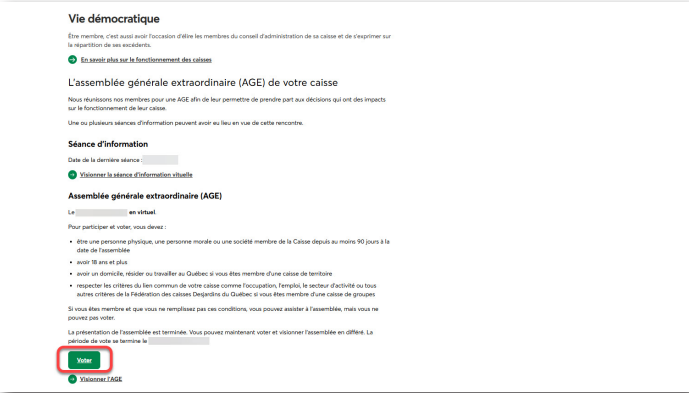 Vie démocratique
Être membre, c'est aussi avoir l'occasion d'élire les membres du conseil d'administration de sa caisse et de s'exprimer sur
la répartition de ses excédents.
En savoir plus sur le fonctionnement des caisses
L'assemblée générale extraordinaire (AGE) de votre caisse
Nous réunissons nos membres pour une AGE afin de leur permettre de prendre part aux décisions qui ont des impacts
sur le fonctionnement de leur caisse.
Une ou plusieurs séances d'information peuvent avoir eu lieu en vue de cette rencontre.
Séance d'information
Date de la dernière séance :
Visionner la séance d'information vituelle
Assemblée générale extraordinaire (AGE)
Le en virtuel.
Pour participer et voter, vous devez :
• être une personne physique, une personne morale ou une société membre de la Caisse depuis au moins 90 jours à la
date de l'assemblée
• avoir 18 ans et plus
• avoir un domicile, résider ou travailler au Québec si vous êtes membre d'une caisse de territoire
• respecter les critères du lien commun de votre caisse comme l'occupation, l'emploi, le secteur d'activité ou tous
autres critères de la Fédération des caisses Desjardins du Québec si vous êtes membre d'une caisse de groupes
Si vous êtes membre et que vous ne remplissez pas ces conditions, vous pouvez assister à l'assemblée, mais vous ne
pouvez pas voter.
La présentation de l'assemblée est terminée. Vous pouvez maintenant voter et visionner l'assemblée en différé. La
période de vote se termine le
Voter
Visionner l'AGE